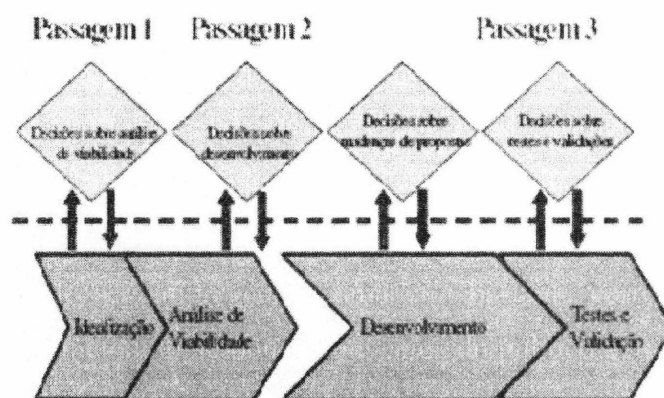 Passagem 1
Passagem 2
Passagem 3
Decisões sobre análise
de viabilidade
Decisões sobre
desenvolvimento
Decisões sobre
mudanças de proposta
Decisões sobre
testes e validações
Idealização
Análise de
Viabilidade
Desenvolvimento
Testes e
Validação